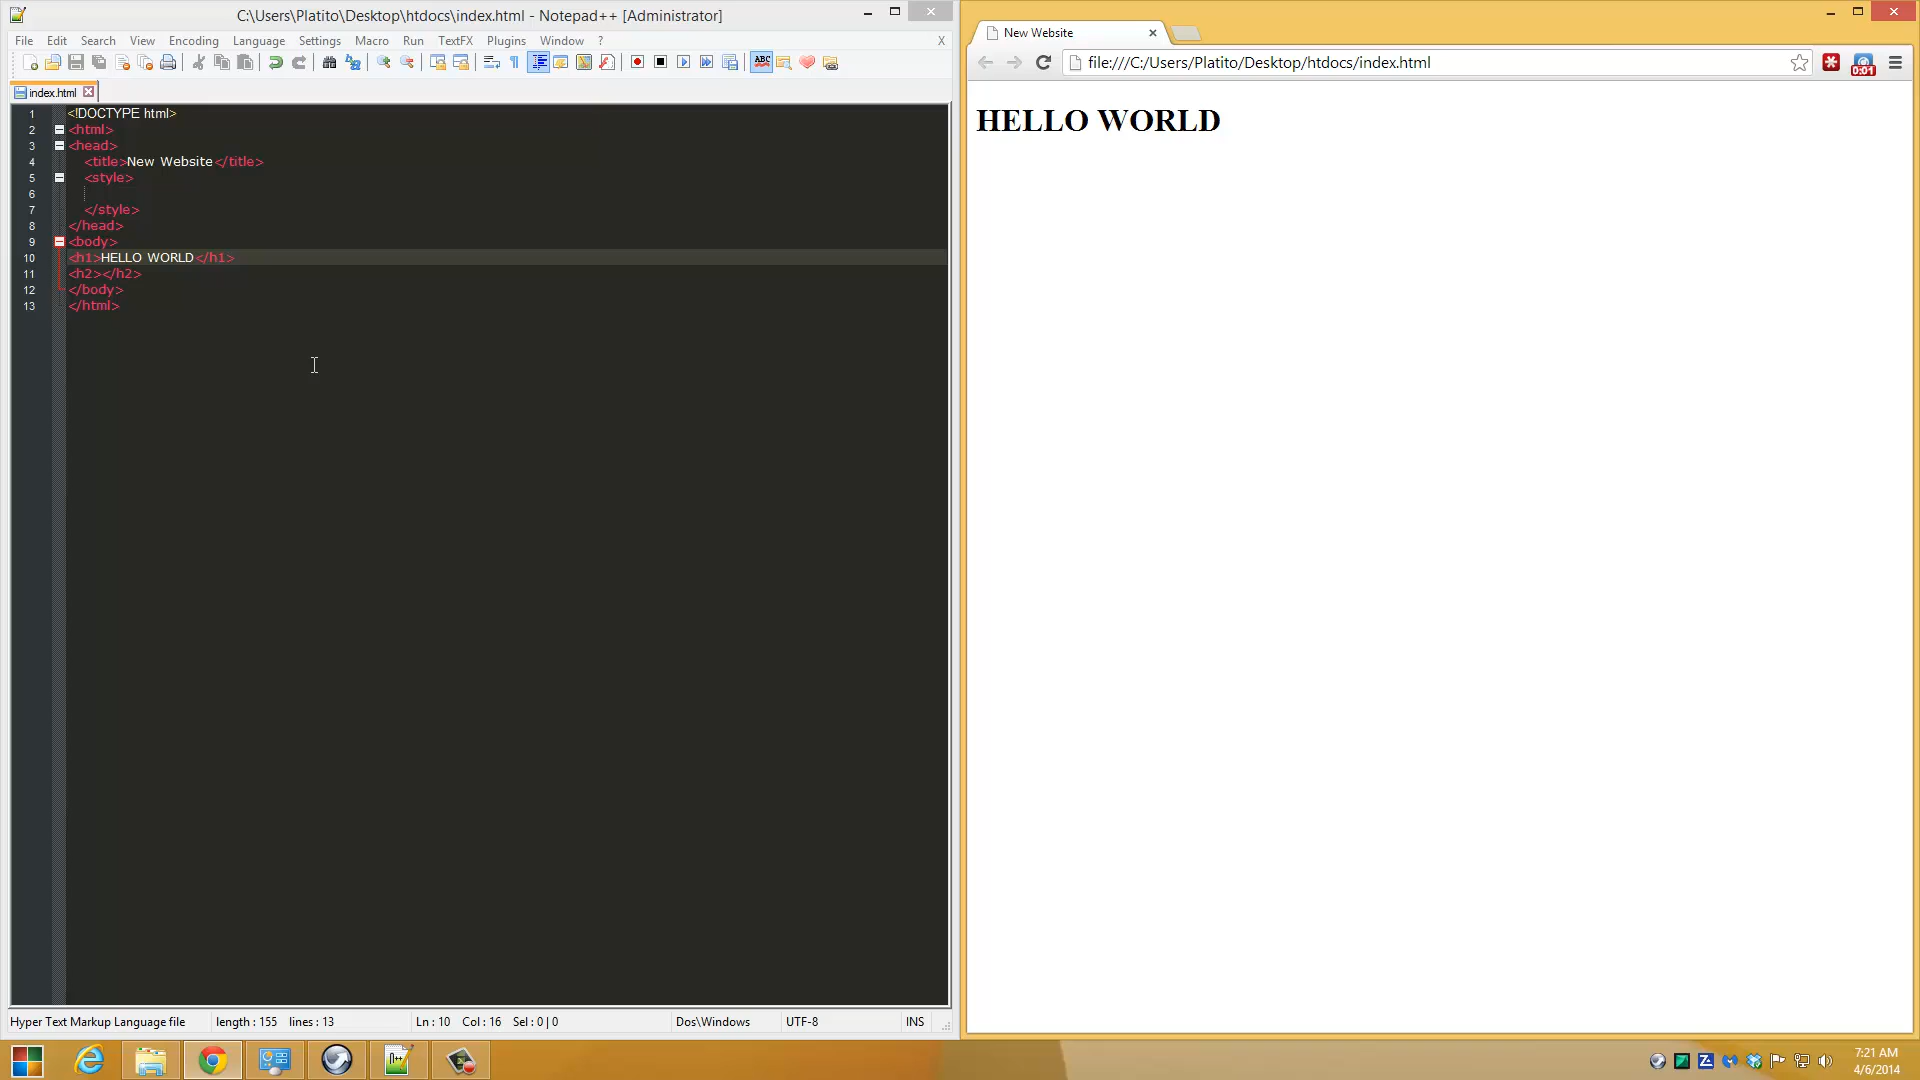 C:\Users\Platito\Desktop\htdocs\index.html - Notepad++ [Administrator]
File Edit Search View Encoding Language Settings Macro Run TextFX Plugins Window ? X
ABC
index.html
1 <!DOCTYPE html>
2 <html>
3 <head>
4 <title>New Website</title>
5 <style>
6
7 </style>
8 </head>
9 <body>
10 <h1>HELLO WORLD</h1>
11 <h2></h2>
12 </body>
13 </html>
Hyper Text Markup Language file length : 155 lines : 13 Ln : 10 Col : 16 Sel : 0 | 0 Dos\Windows UTF-8 INS
New Website
file:///C:/Users/Platito/Desktop/htdocs/index.html
0:01
HELLO WORLD
7:21 AM
4/6/2014